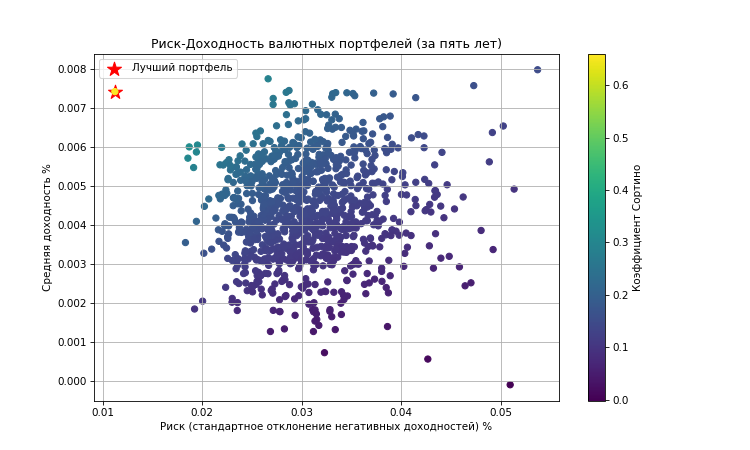 Риск-Доходность валютных портфелей (за пять лет)
Лучший портфель
Средняя доходность %
0.008
0.007
0.006
0.005
0.004
0.003
0.002
0.001
0.000
0.01 0.02 0.03 0.04 0.05
Риск (стандартное отклонение негативных доходностей) %
0.6
0.5
0.4
0.3
0.2
0.1
0.0
Коэффициент Сортино